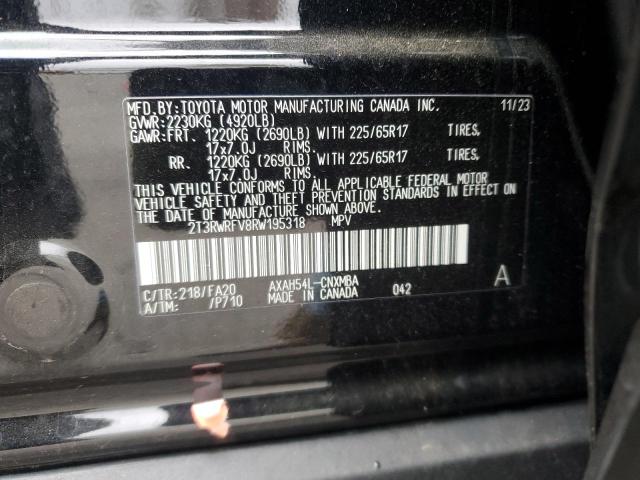 MFD.BY:TOYOTA MOTOR MANUFACTURING CANADA INC. 11/23
GVWR:2230KG (4920LB)
GAWR:FRT. 1220KG (2690LB) WITH 225/65R17 TIRES,
17x7.0J RIMS.
RR. 1220KG (2690LB) WITH 225/65R17 TIRES,
17x7.0J RIMS.
THIS VEHICLE CONFORMS TO ALL APPLICABLE FEDERAL MOTOR
VEHICLE SAFETY AND THEFT PREVENTION STANDARDS IN EFFECT ON
THE DATE OF MANUFACTURE SHOWN ABOVE.
2T3RWRFV8RW195318 MPV
C/TR:218/FA20 AXAH54L-CNXMBA 042 A
A/TM: /P710 MADE IN CANADA